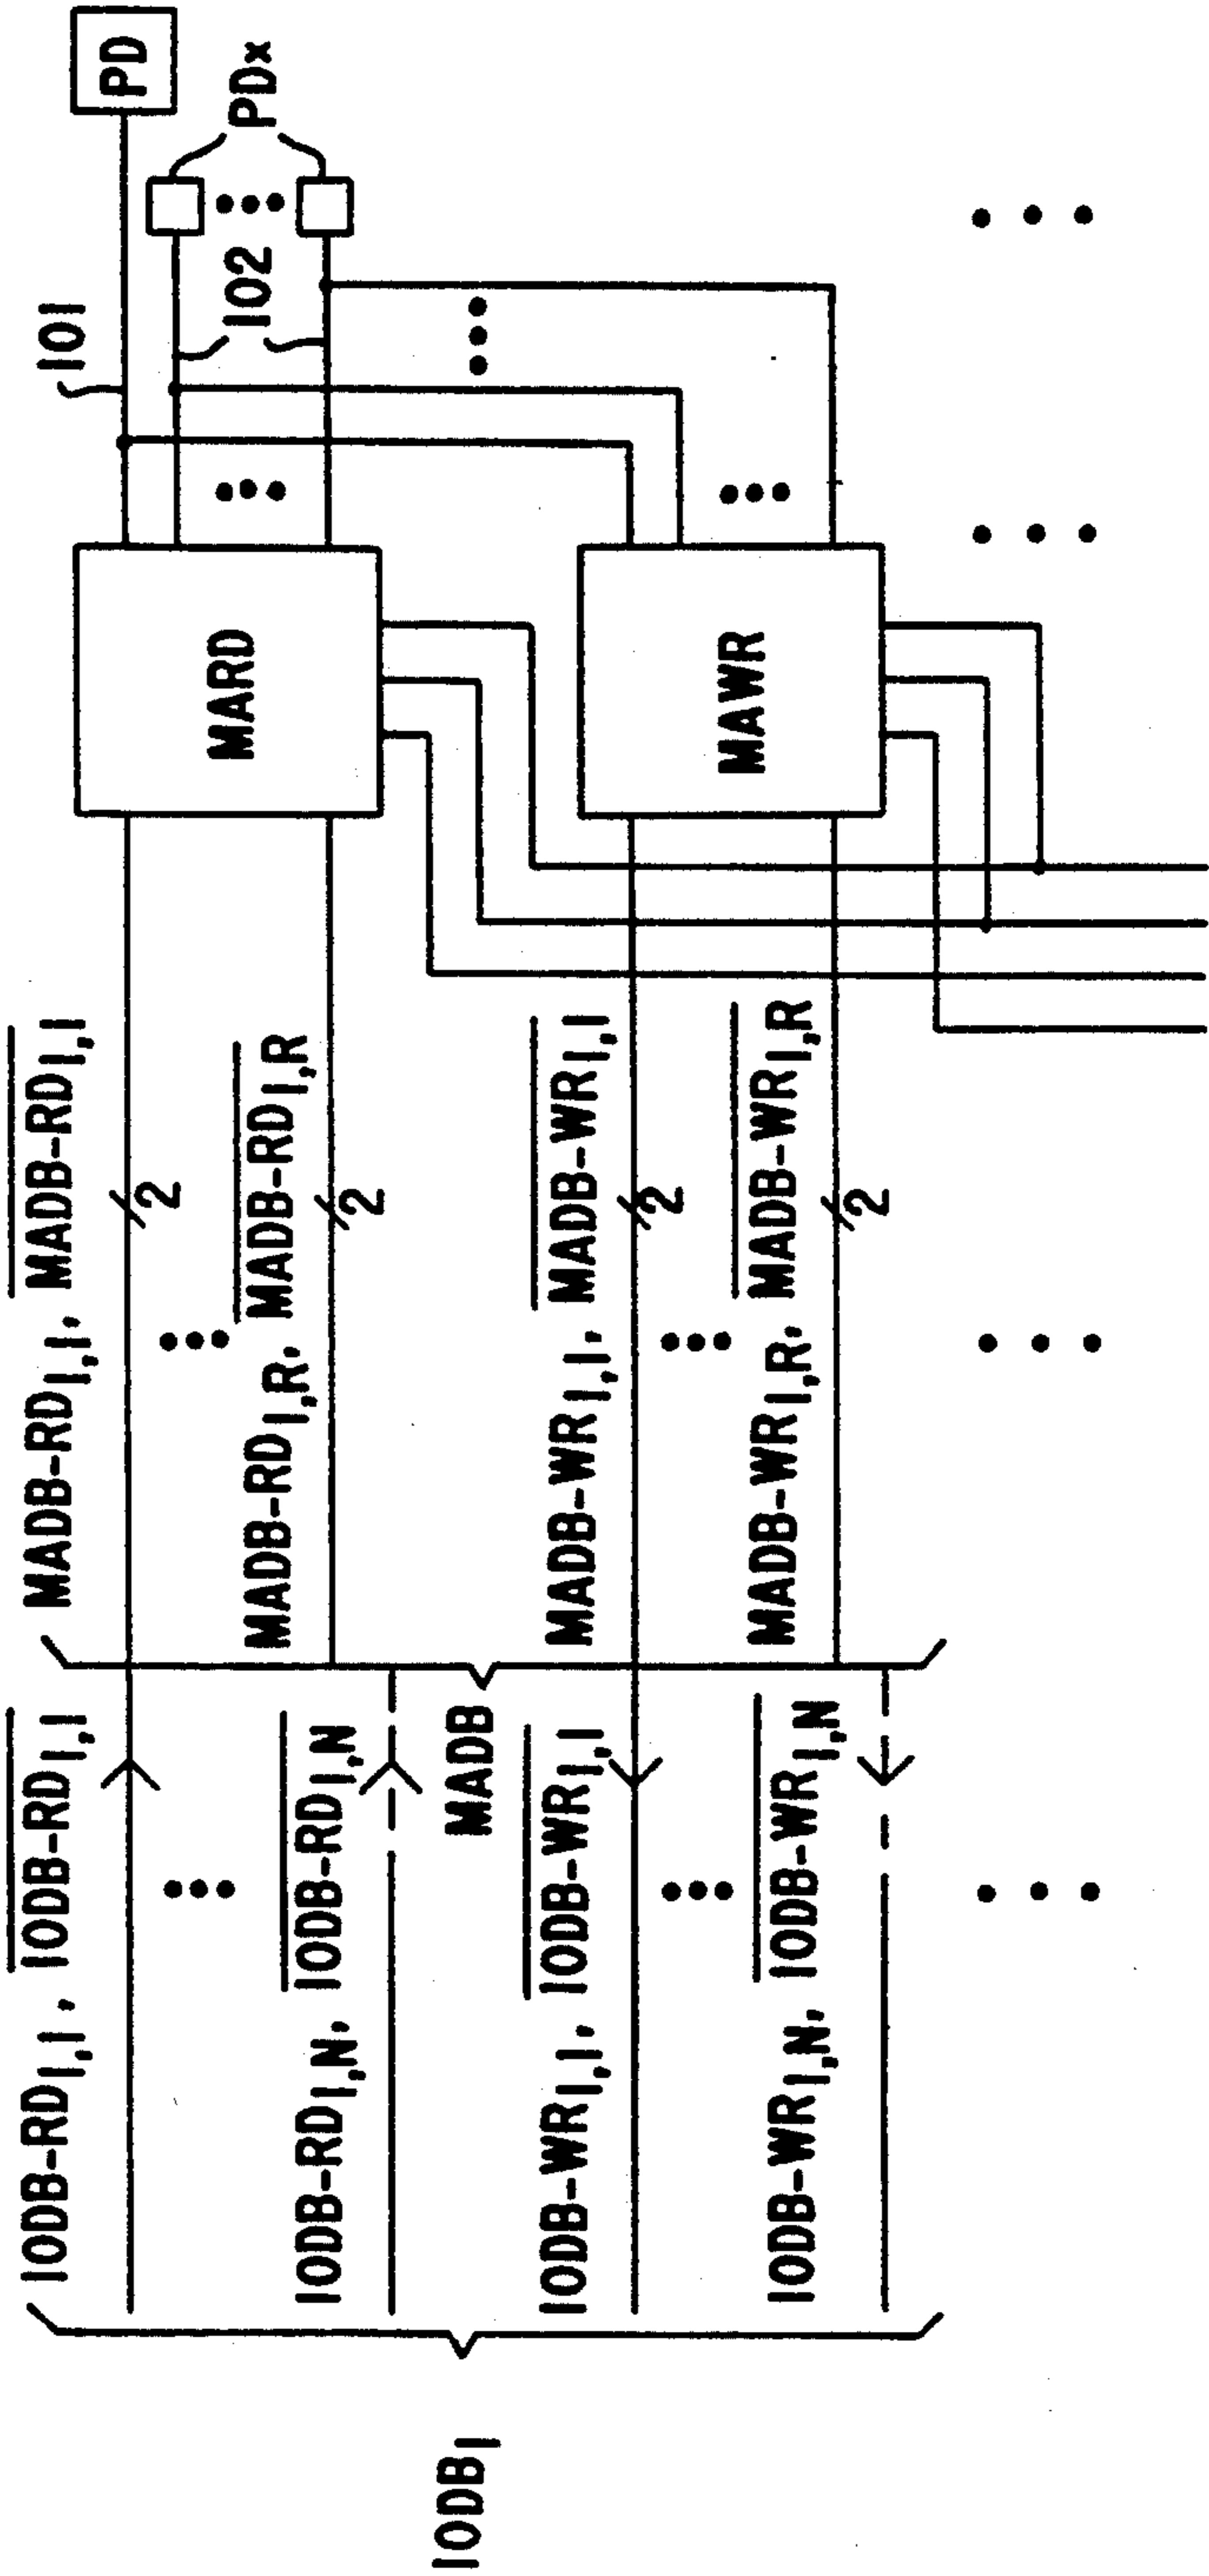 IODB-RD1,1, IODB-RD1,1
MADB-RD1,1, MADB-RD1,1
101
PD
2
MARD
102
PDx
IODB-RD1,N, IODB-RD1,N
MADB-RD1,R, MADB-RD1,R
2
IODB1
MADB
IODB-WR1,1, IODB-WR1,1
MADB-WR1,1, MADB-WR1,1
2
MAWR
IODB-WR1,N, IODB-WR1,N
MADB-WR1,R, MADB-WR1,R
2